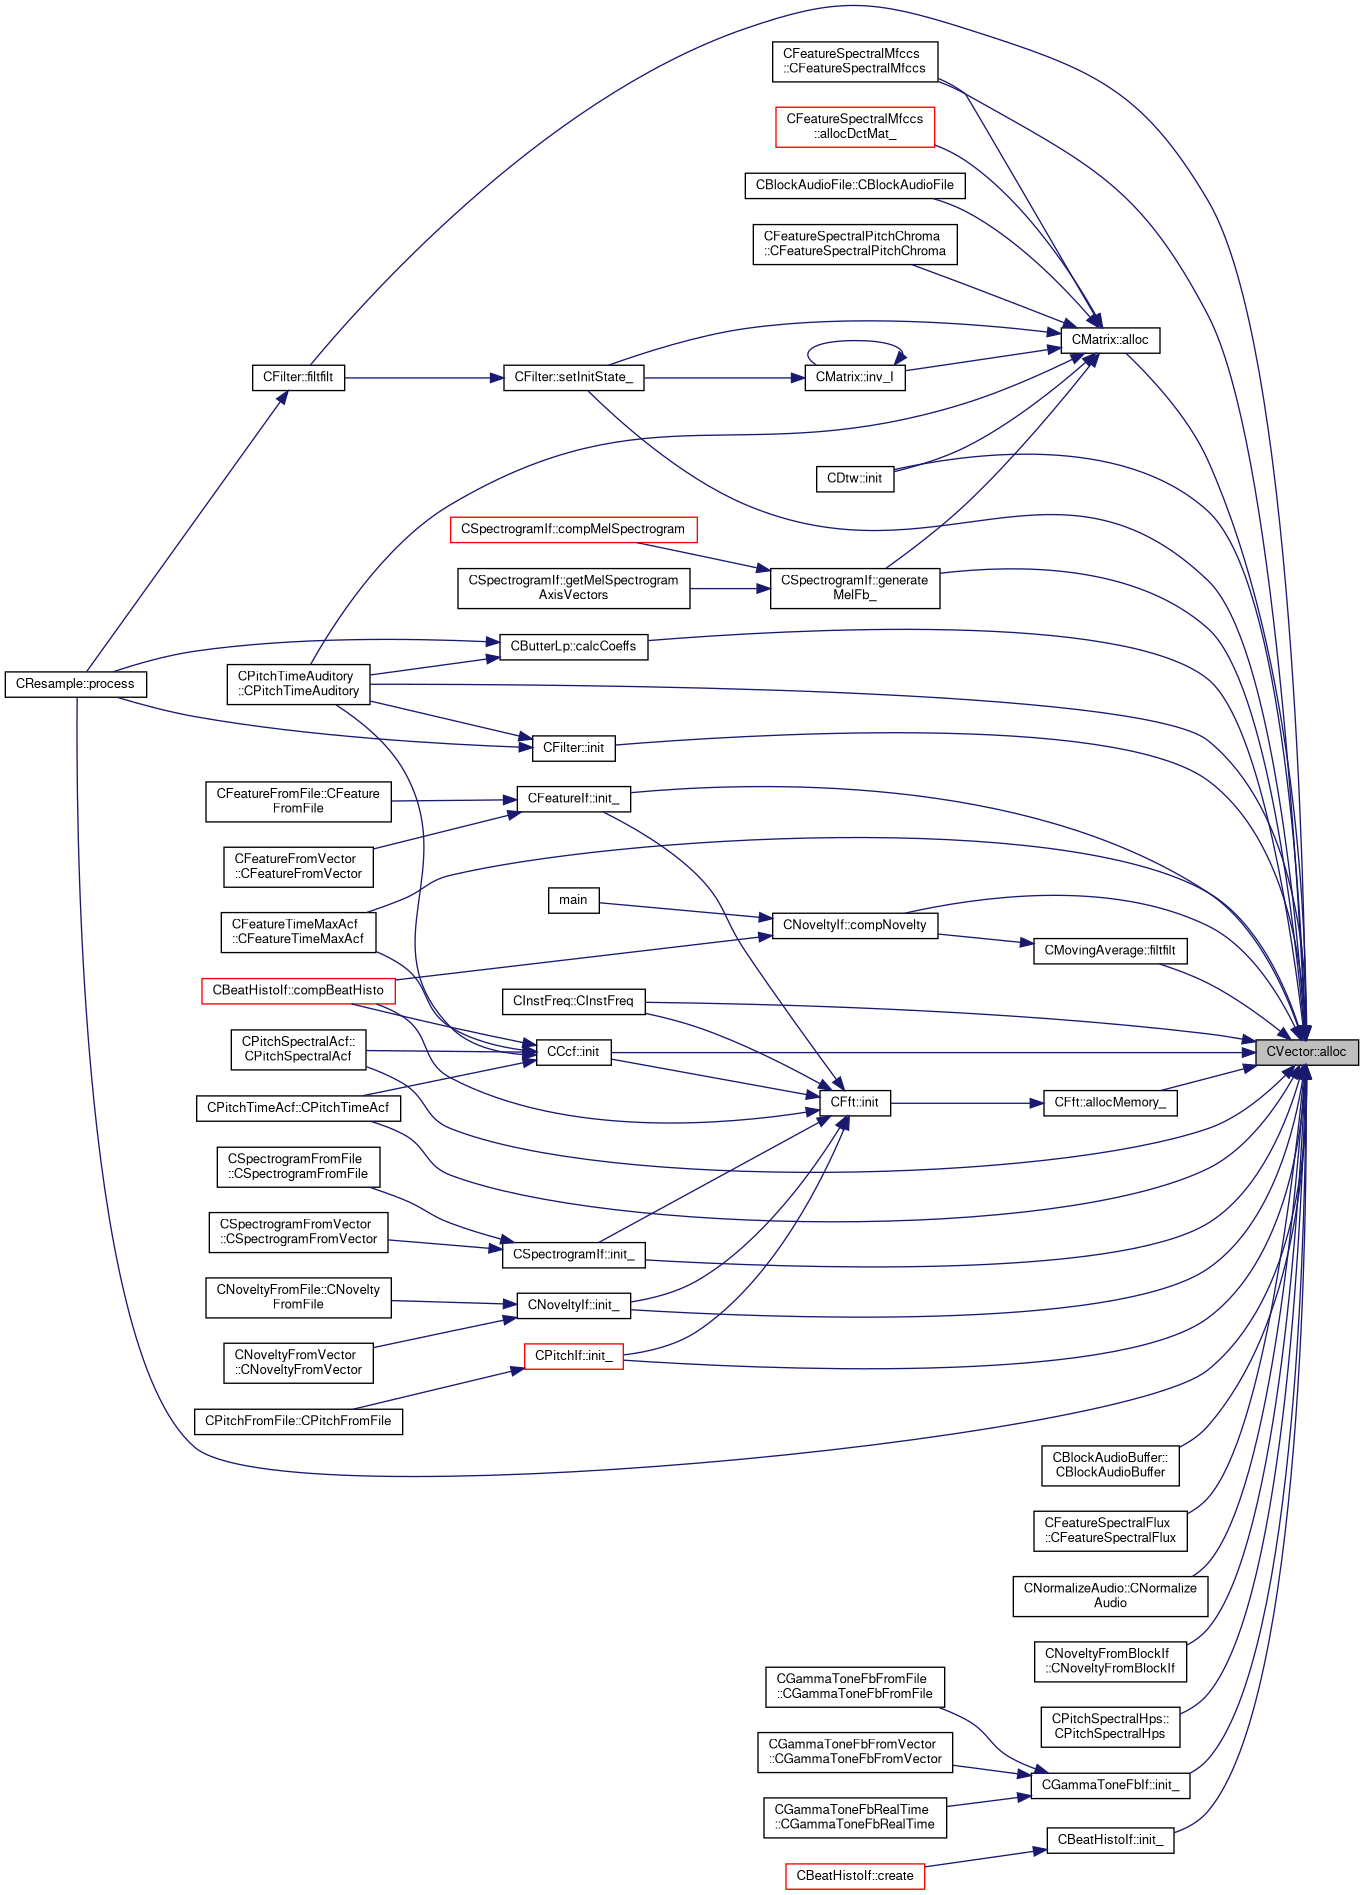 CFeatureSpectralMfccs
::CFeatureSpectralMfccs
CFeatureSpectralMfccs
::allocDctMat_
CBlockAudioFile::CBlockAudioFile
CFeatureSpectralPitchChroma
::CFeatureSpectralPitchChroma
CMatrix::alloc
CFilter::filtfilt
CFilter::setInitState_
CMatrix::inv_I
CDtw::init
CSpectrogramIf::compMelSpectrogram
CSpectrogramIf::getMelSpectrogram
AxisVectors
CSpectrogramIf::generate
MelFb_
CButterLp::calcCoeffs
CResample::process
CPitchTimeAuditory
::CPitchTimeAuditory
CFilter::init
CFeatureFromFile::CFeature
FromFile
CFeatureIf::init_
CFeatureFromVector
::CFeatureFromVector
main
CFeatureTimeMaxAcf
::CFeatureTimeMaxAcf
CNoveltyIf::compNovelty
CMovingAverage::filtfilt
CBeatHistoIf::compBeatHisto
CInstFreq::CInstFreq
CPitchSpectralAcf::
CPitchSpectralAcf
CCcf::init
CVector::alloc
CPitchTimeAcf::CPitchTimeAcf
CFft::init
CFft::allocMemory_
CSpectrogramFromFile
::CSpectrogramFromFile
CSpectrogramFromVector
::CSpectrogramFromVector
CSpectrogramIf::init_
CNoveltyFromFile::CNovelty
FromFile
CNoveltyIf::init_
CNoveltyFromVector
::CNoveltyFromVector
CPitchIf::init_
CPitchFromFile::CPitchFromFile
CBlockAudioBuffer::
CBlockAudioBuffer
CFeatureSpectralFlux
::CFeatureSpectralFlux
CNormalizeAudio::CNormalize
Audio
CNoveltyFromBlockIf
::CNoveltyFromBlockIf
CGammaToneFbFromFile
::CGammaToneFbFromFile
CPitchSpectralHps::
CPitchSpectralHps
CGammaToneFbFromVector
::CGammaToneFbFromVector
CGammaToneFbIf::init_
CGammaToneFbRealTime
::CGammaToneFbRealTime
CBeatHistoIf::init_
CBeatHistoIf::create